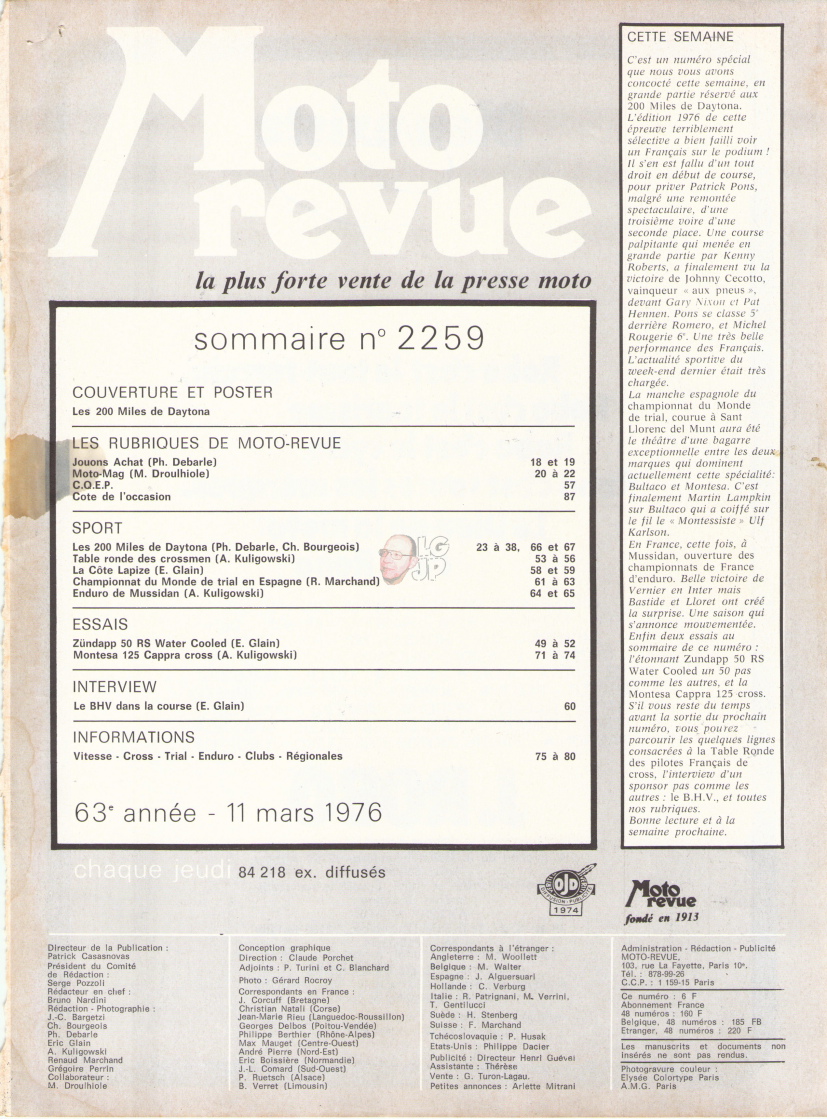 Moto
revue
la plus forte vente de la presse moto
sommaire n° 2259
COUVERTURE ET POSTER
Les 200 Miles de Daytona
LES RUBRIQUES DE MOTO-REVUE
Jouons Achat (Ph. Debarle) 18 et 19
Moto-Mag (M. Droulhiole) 20 à 22
C.O.E.P. 57
Cote de l'occasion 87
SPORT
Les 200 Miles de Daytona (Ph. Debarle, Ch. Bourgeois) 23 à 38, 66 et 67
Table ronde des crossmen (A. Kuligowski) 53 à 56
La Côte Lapize (E. Glain) 58 et 59
Championnat du Monde de trial en Espagne (R. Marchand) 61 à 63
Enduro de Mussidan (A. Kuligowski) 64 et 65
LG
JP
ESSAIS
Zündapp 50 RS Water Cooled (E. Glain) 49 à 52
Montesa 125 Cappra cross (A. Kuligowski) 71 à 74
INTERVIEW
Le BHV dans la course (E. Glain) 60
INFORMATIONS
Vitesse - Cross - Trial - Enduro - Clubs - Régionales 75 à 80
63e année - 11 mars 1976
chaque jeudi 84 218 ex. diffusés
CETTE SEMAINE
C'est un numéro spécial
que nous vous avons
concocté cette semaine, en
grande partie réservé aux
200 Miles de Daytona.
L'édition 1976 de cette
épreuve terriblement
sélective a bien failli voir
un Français sur le podium !
Il s'en est fallu d'un tout
droit en début de course,
pour priver Patrick Pons,
malgré une remontée
spectaculaire, d'une
troisième voire d'une
seconde place. Une course
palpitante qui menée en
grande partie par Kenny
Roberts, a finalement vu la
victoire de Johnny Cecotto,
vainqueur « aux pneus »,
devant Gary Nixon et Pat
Hennen. Pons se classe 5e
derrière Romero, et Michel
Rougerie 6e. Une très belle
performance des Français.
L'actualité sportive du
week-end dernier était très
chargée.
La manche espagnole du
championnat du Monde
de trial, courue à Sant
Llorenc del Munt aura été
le théâtre d'une bagarre
exceptionnelle entre les deux
marques qui dominent
actuellement cette spécialité:
Bultaco et Montesa. C'est
finalement Martin Lampkin
sur Bultaco qui a coiffé sur
le fil le « Montessiste » Ulf
Karlson.
En France, cette fois, à
Mussidan, ouverture des
championnats de France
d'enduro. Belle victoire de
Vernier en Inter mais
Bastide et Lloret ont créé
la surprise. Une saison qui
s'annonce mouvementée.
Enfin deux essais au
sommaire de ce numéro :
l'étonnant Zundapp 50 RS
Water Cooled un 50 pas
comme les autres, et la
Montesa Cappra 125 cross.
S'il vous reste du temps
avant la sortie du prochain
numéro, vous pourez
parcourir les quelques lignes
consacrées à la Table Ronde
des pilotes Français de
cross, l'interview d'un
sponsor pas comme les
autres : le B.H.V., et toutes
nos rubriques.
Bonne lecture et à la
semaine prochaine.
OJD
DIFFUSION
1974
Moto
revue
fondé en 1913
Directeur de la Publication :
Patrick Casasnovas
Président du Comité
de Rédaction :
Serge Pozzoli
Rédacteur en chef :
Bruno Nardini
Rédaction - Photographie :
J.-C. Bargetzi
Ch. Bourgeois
Ph. Debarle
Eric Glain
A. Kuligowski
Renaud Marchand
Grégoire Perrin
Collaborateur :
M. Droulhiole
Conception graphique
Direction : Claude Porchet
Adjoints : P. Turini et C. Blanchard
Photo : Gérard Rocroy
Correspondants en France :
J. Corcuff (Bretagne)
Christian Natali (Corse)
Jean-Marie Rieu (Languedoc-Roussillon)
Georges Delbos (Poitou-Vendée)
Philippe Berthier (Rhône-Alpes)
Max Mauget (Centre-Ouest)
André Pierre (Nord-Est)
Eric Boissière (Normandie)
J.-L. Comard (Sud-Ouest)
P. Ruetsch (Alsace)
B. Verret (Limousin)
Correspondants à l'étranger :
Angleterre : M. Woollett
Belgique : M. Walter
Espagne : J. Alguersuari
Hollande : C. Verburg
Italie : R. Patrignani, M. Verrini,
T. Gentilucci
Suède : H. Stenberg
Suisse : F. Marchand
Tchécoslovaquie : P. Husak
Etats-Unis : Philippe Dacier
Publicité : Directeur Henri Guével
Assistante : Thérèse
Vente : G. Turon-Lagau.
Petites annonces : Arlette Mitrani
Administration - Rédaction - Publicité
MOTO-REVUE,
103, rue La Fayette, Paris 10e.
Tél. : 878-99-26
C.C.P. : 1 159-15 Paris
Ce numéro : 6 F
Abonnement France
48 numéros : 160 F
Belgique, 48 numéros : 185 FB
Etranger, 48 numéros : 220 F
Les manuscrits et documents non
insérés ne sont pas rendus.
Photogravure couleur :
Elysée Colortype Paris
A.M.G. Paris